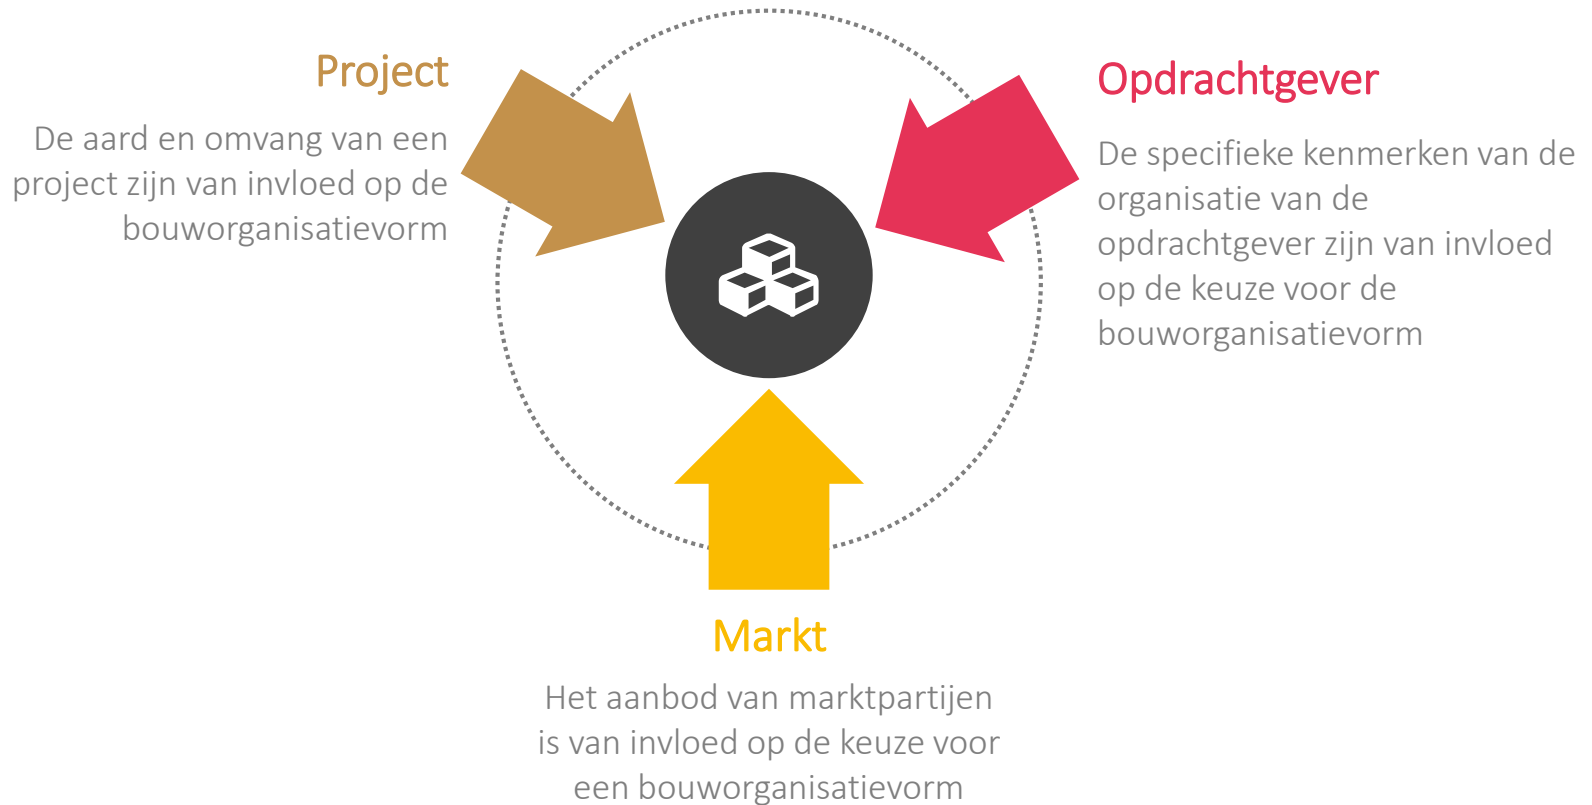 Project
De aard en omvang van een
project zijn van invloed op de
bouworganisatievorm
Opdrachtgever
De specifieke kenmerken van de
organisatie van de
opdrachtgever zijn van invloed
op de keuze voor de
bouworganisatievorm
Markt
Het aanbod van marktpartijen
is van invloed op de keuze voor
een bouworganisatievorm